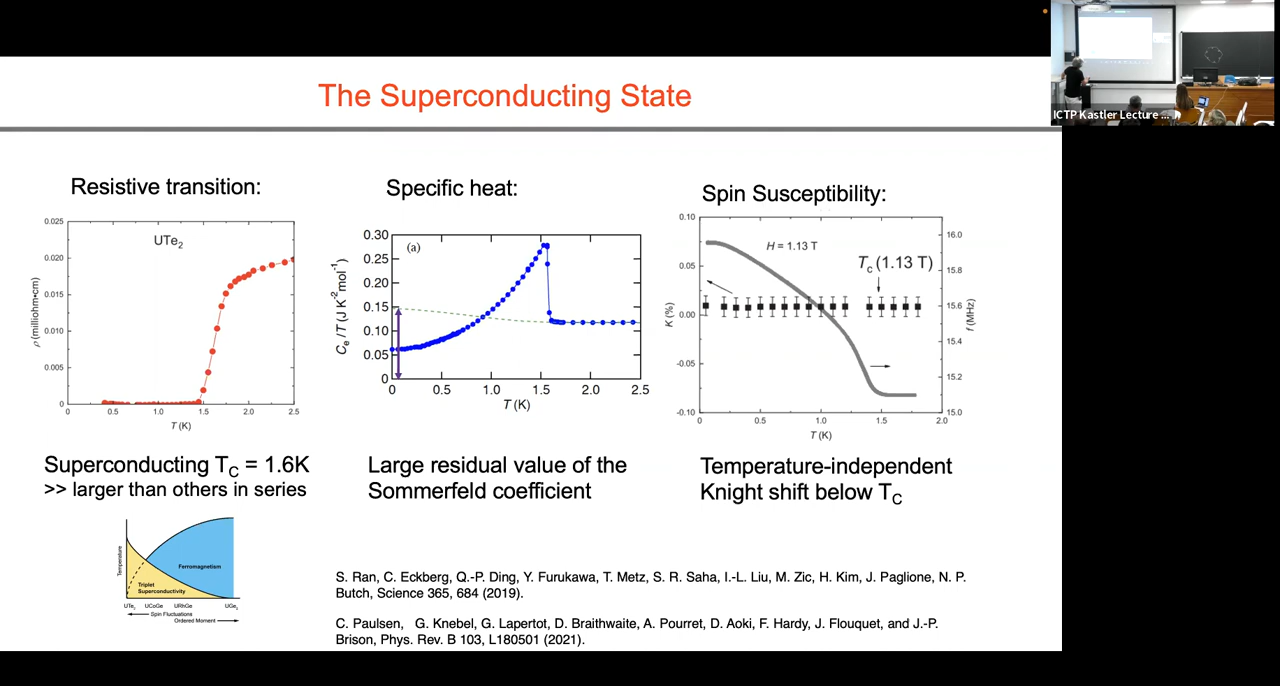 The Superconducting State
ICTP Kastler Lecture ...
Resistive transition:
0.025
0.020
0.015
0.010
0.005
0
ρ (milliohm•cm)
UTe2
0
0.5
1.0
1.5
2.0
2.5
T (K)
Superconducting TC = 1.6K
>> larger than others in series
Temperature
Ferromagnetism
Triplet
Superconductivity
UTe2 UCoGe URhGe UGe2
Spin Fluctuations
Ordered Moment
Specific heat:
(a)
0.30
0.25
0.20
0.15
0.10
0.05
0
Ce / T (J K-2 mol-1)
0
0.5
1.0
1.5
2.0
2.5
T (K)
Large residual value of the
Sommerfeld coefficient
Spin Susceptibility:
0.10
0.05
0.00
-0.05
-0.10
K (%)
H = 1.13 T
Tc (1.13 T)
16.0
15.8
15.6
15.4
15.2
15.0
f (MHz)
0
0.5
1.0
1.5
2.0
T (K)
Temperature-independent
Knight shift below TC
S. Ran, C. Eckberg, Q.-P. Ding, Y. Furukawa, T. Metz, S. R. Saha, I.-L. Liu, M. Zic, H. Kim, J. Paglione, N. P.
Butch, Science 365, 684 (2019).
C. Paulsen, G. Knebel, G. Lapertot, D. Braithwaite, A. Pourret, D. Aoki, F. Hardy, J. Flouquet, and J.-P.
Brison, Phys. Rev. B 103, L180501 (2021).